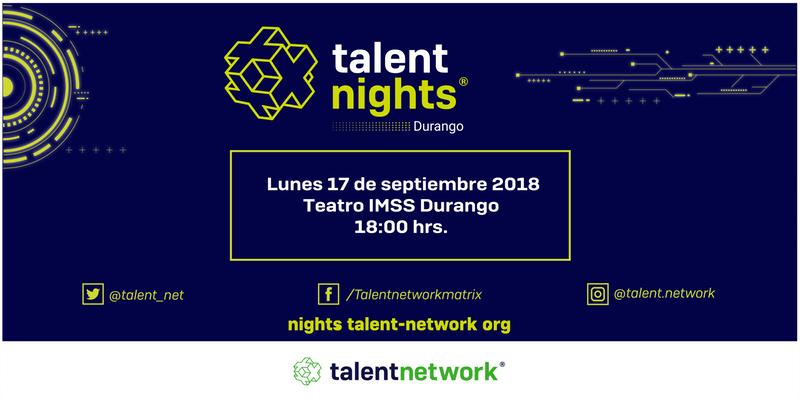 talent
nights®
Durango
Lunes 17 de septiembre 2018
Teatro IMSS Durango
18:00 hrs.
@talent_net
/Talentnetworkmatrix
@talent.network
nights talent-network org
talentnetwork®